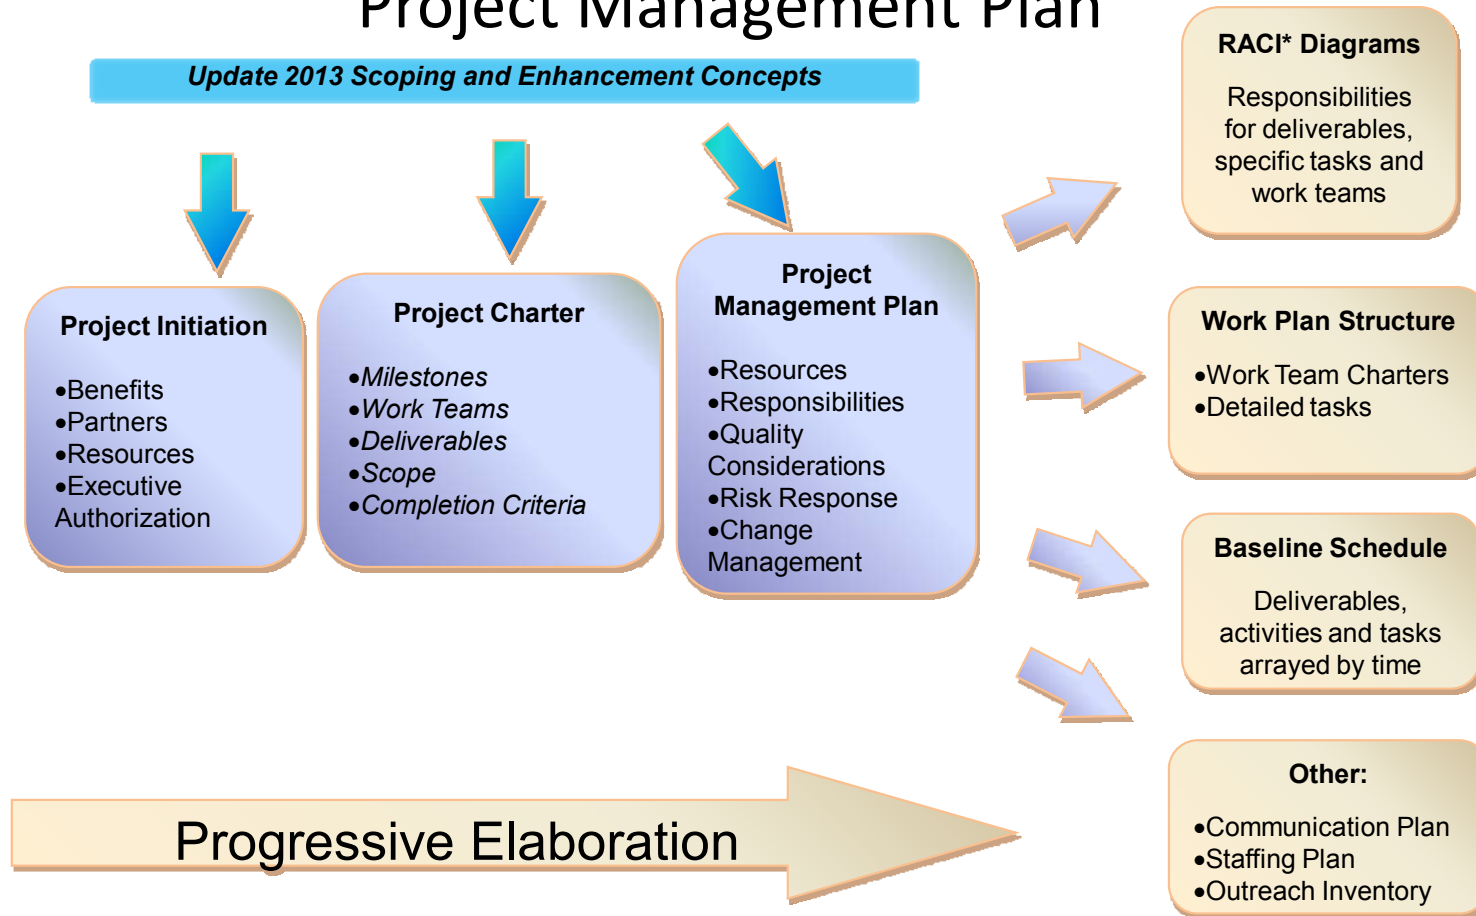 Project Management Plan
Update 2013 Scoping and Enhancement Concepts
Project Initiation
•Benefits
•Partners
•Resources
•Executive
Authorization
Project Charter
•Milestones
•Work Teams
•Deliverables
•Scope
•Completion Criteria
Project
Management Plan
•Resources
•Responsibilities
•Quality
Considerations
•Risk Response
•Change
Management
RACI* Diagrams
Responsibilities
for deliverables,
specific tasks and
work teams
Work Plan Structure
•Work Team Charters
•Detailed tasks
Baseline Schedule
Deliverables,
activities and tasks
arrayed by time
Other:
•Communication Plan
•Staffing Plan
•Outreach Inventory
Progressive Elaboration